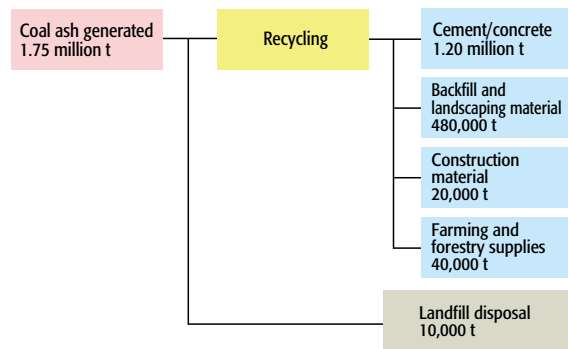 Coal ash generated
1.75 million t
Recycling
Cement/concrete
1.20 million t
Backfill and
landscaping material
480,000 t
Construction
material
20,000 t
Farming and
forestry supplies
40,000 t
Landfill disposal
10,000 t